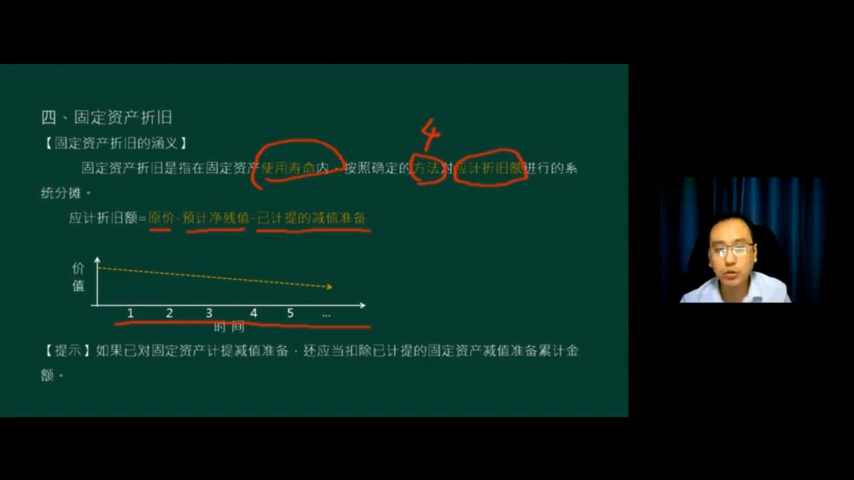 四、固定资产折旧
【固定资产折旧的涵义】
4
固定资产折旧是指在固定资产使用寿命内，按照确定的方法对应计折旧额进行的系
统分摊。
应计折旧额=原价-预计净残值-已计提的减值准备
价
值
1 2 3 4 5 ...
时间
【提示】如果已对固定资产计提减值准备，还应当扣除已计提的固定资产减值准备累计金
额。